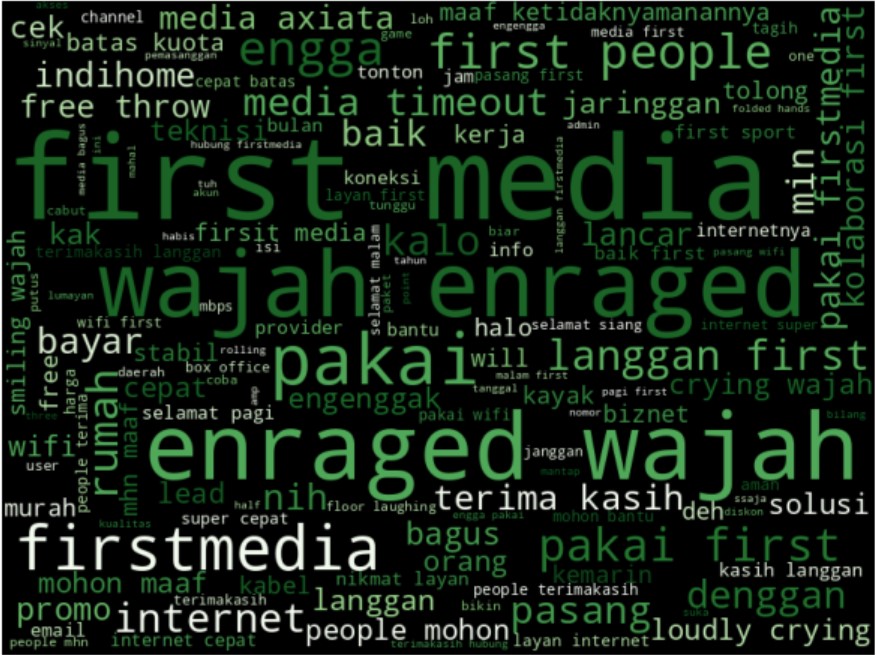 akses
cek
channel
media axiata
loh
maaf ketidaknyamanannya
engengga
sinyal
batas kuota
game
engga
first people
media first
tagih
one
pemasanggan
indihome
cepat batas
tonton
jam
pasang first
tolong
folded hands
free throw
media timeout
jaringgan
teknisi
bulan
baik
kerja
admin
first sport
hubung firstmedia
media bagus
ini
mahal
first media
koneksi
tuh
akun
layan first
tunggu
langgan firstmedia
min
pakai firstmedia
kolaborasi first
cabut
kak
habis
firsit media
isi
selamat malam
kalo
biar
info
lancar
internetnya
terimakasih langgan
tahun
baik first
pasang wifi
wajah enraged
smiling wajah
putus
lumayan
mbps
paket
point
wifi first
provider
bantu
halo
selamat siang
internet super
bayar
stabil
rolling
box office
pakai
will
langgan first
free
harga
rumah
daerah
cepat
coba
malam first
tanggal
engenggak
kayak
pagi first
crying wajah
three
people terima
mhn maaf
selamat pagi
amp
pakai wifi
nomor
biznet
bilang
wifi
user
enraged wajah
janggan
mantap
aman
murah
lead
nih
half
floor laughing
terima kasih
deh
ssaja
diskon
solusi
kualitas
super cepat
engga pakai
mohon bantu
firstmedia
bagus
orang
pakai first
kemarin
kasih langgan
mohon maaf
kabel
nikmat layan
people terimakasih
denggan
promo
terimakasih
internet
langgan
bikin
pasang
suka
email
people mohon
loudly crying
people mhn
internet cepat
terimakasih hubung
layan internet